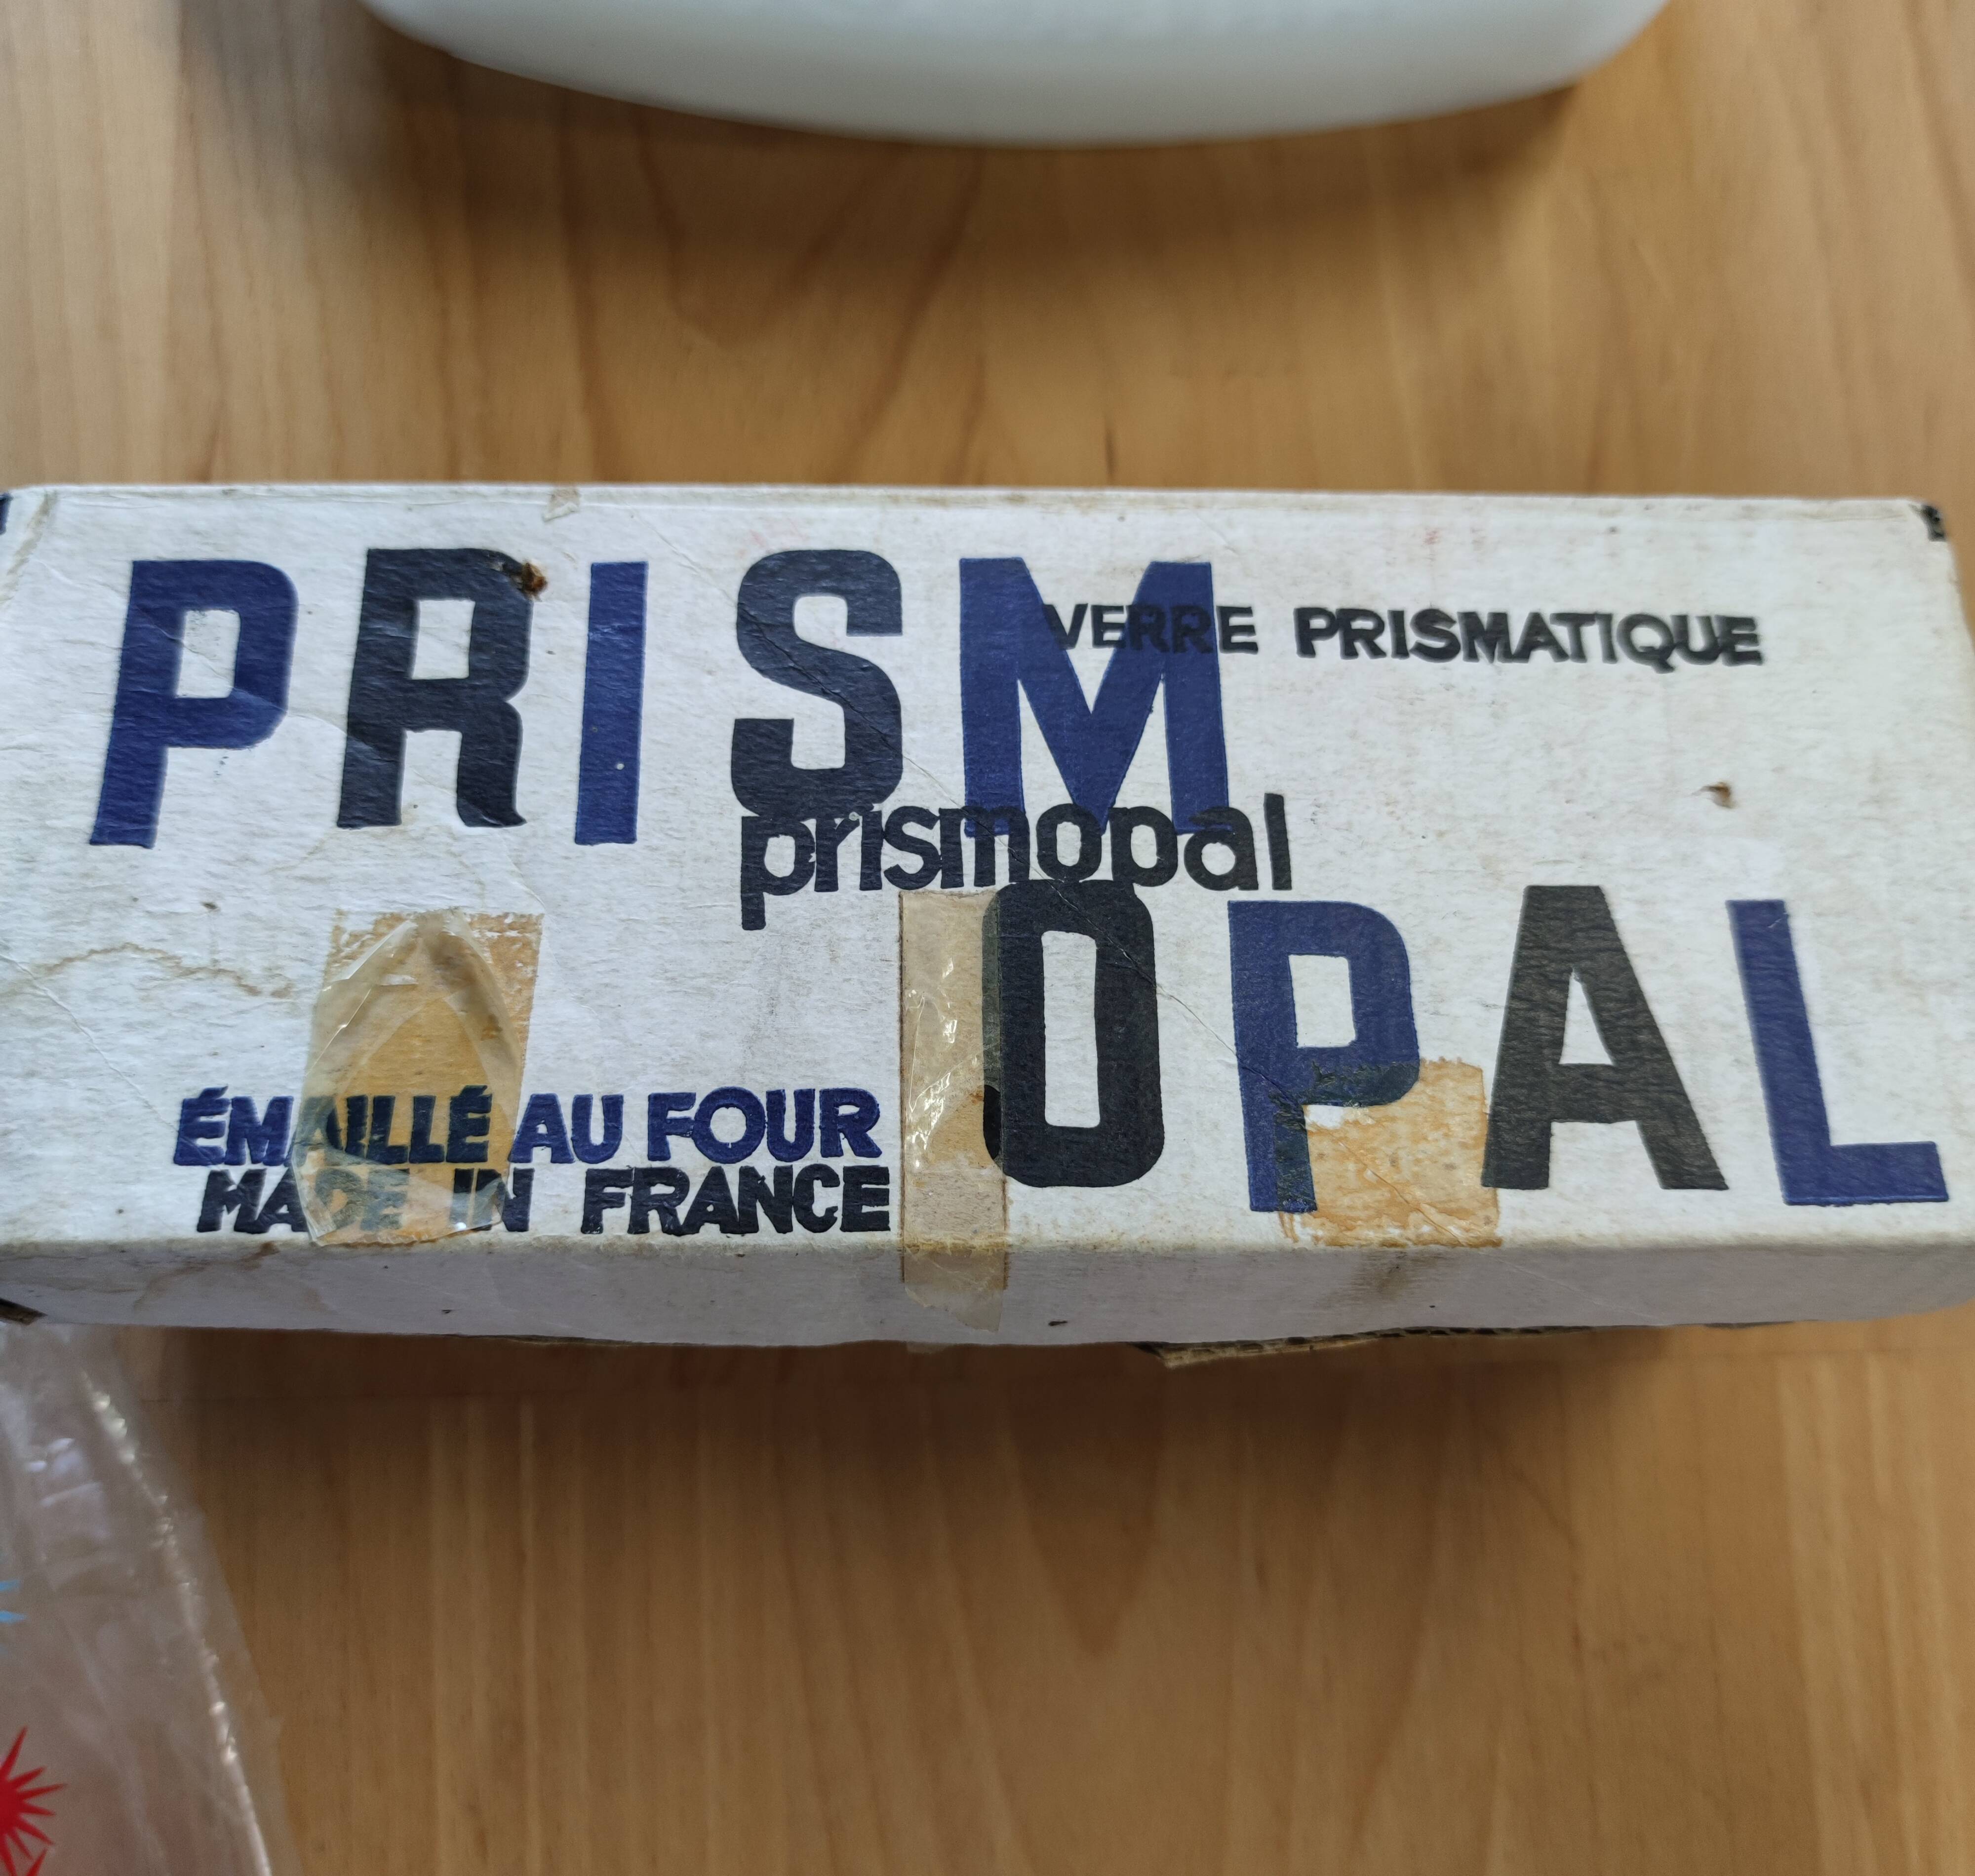 PRISM
VERRE PRISMATIQUE
prismopal
OPAL
ÉMAILLÉ AU FOUR
MADE IN FRANCE